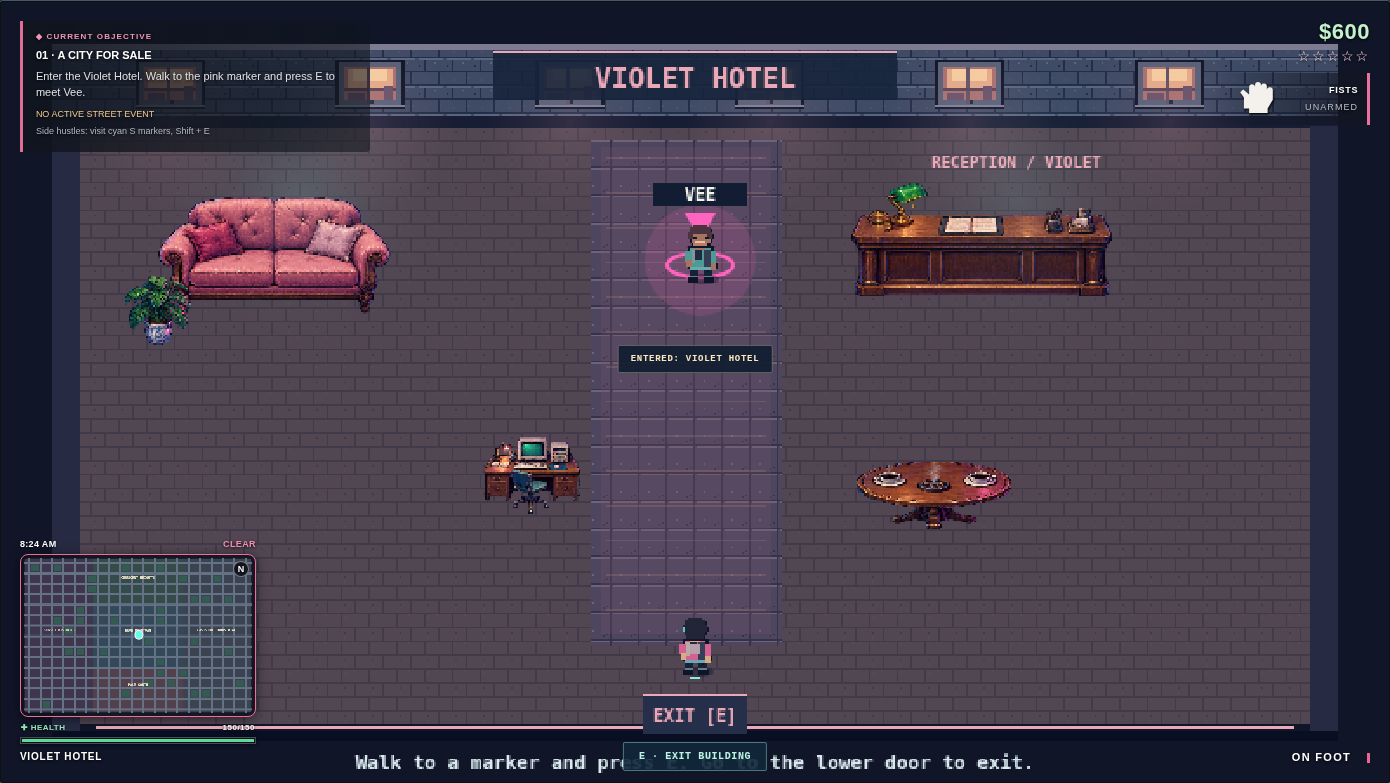 ◆ CURRENT OBJECTIVE
01 · A CITY FOR SALE
Enter the Violet Hotel. Walk to the pink marker and press E to
meet Vee.
NO ACTIVE STREET EVENT
Side hustles: visit cyan S markers, Shift + E
VIOLET HOTEL
$600
☆☆☆☆☆
FISTS
UNARMED
RECEPTION / VIOLET
VEE
ENTERED: VIOLET HOTEL
8:24 AM
CLEAR
N
+ HEALTH
150/150
VIOLET HOTEL
EXIT [E]
E · EXIT BUILDING
Walk to a marker and press E. Go to the lower door to exit.
ON FOOT